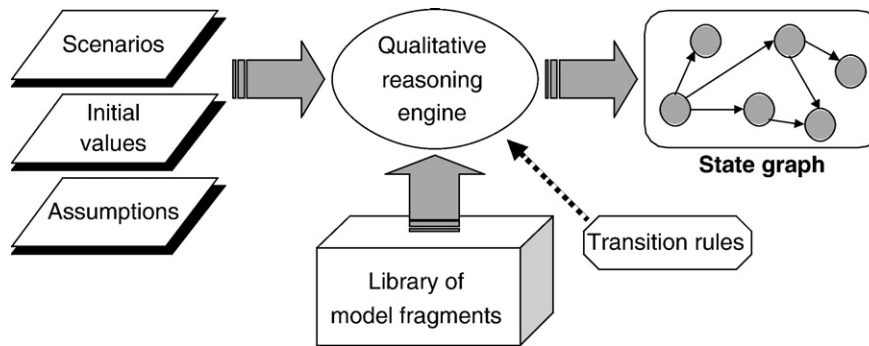 Scenarios
Initial
values
Assumptions
Qualitative
reasoning
engine
State graph
Transition rules
Library of
model fragments